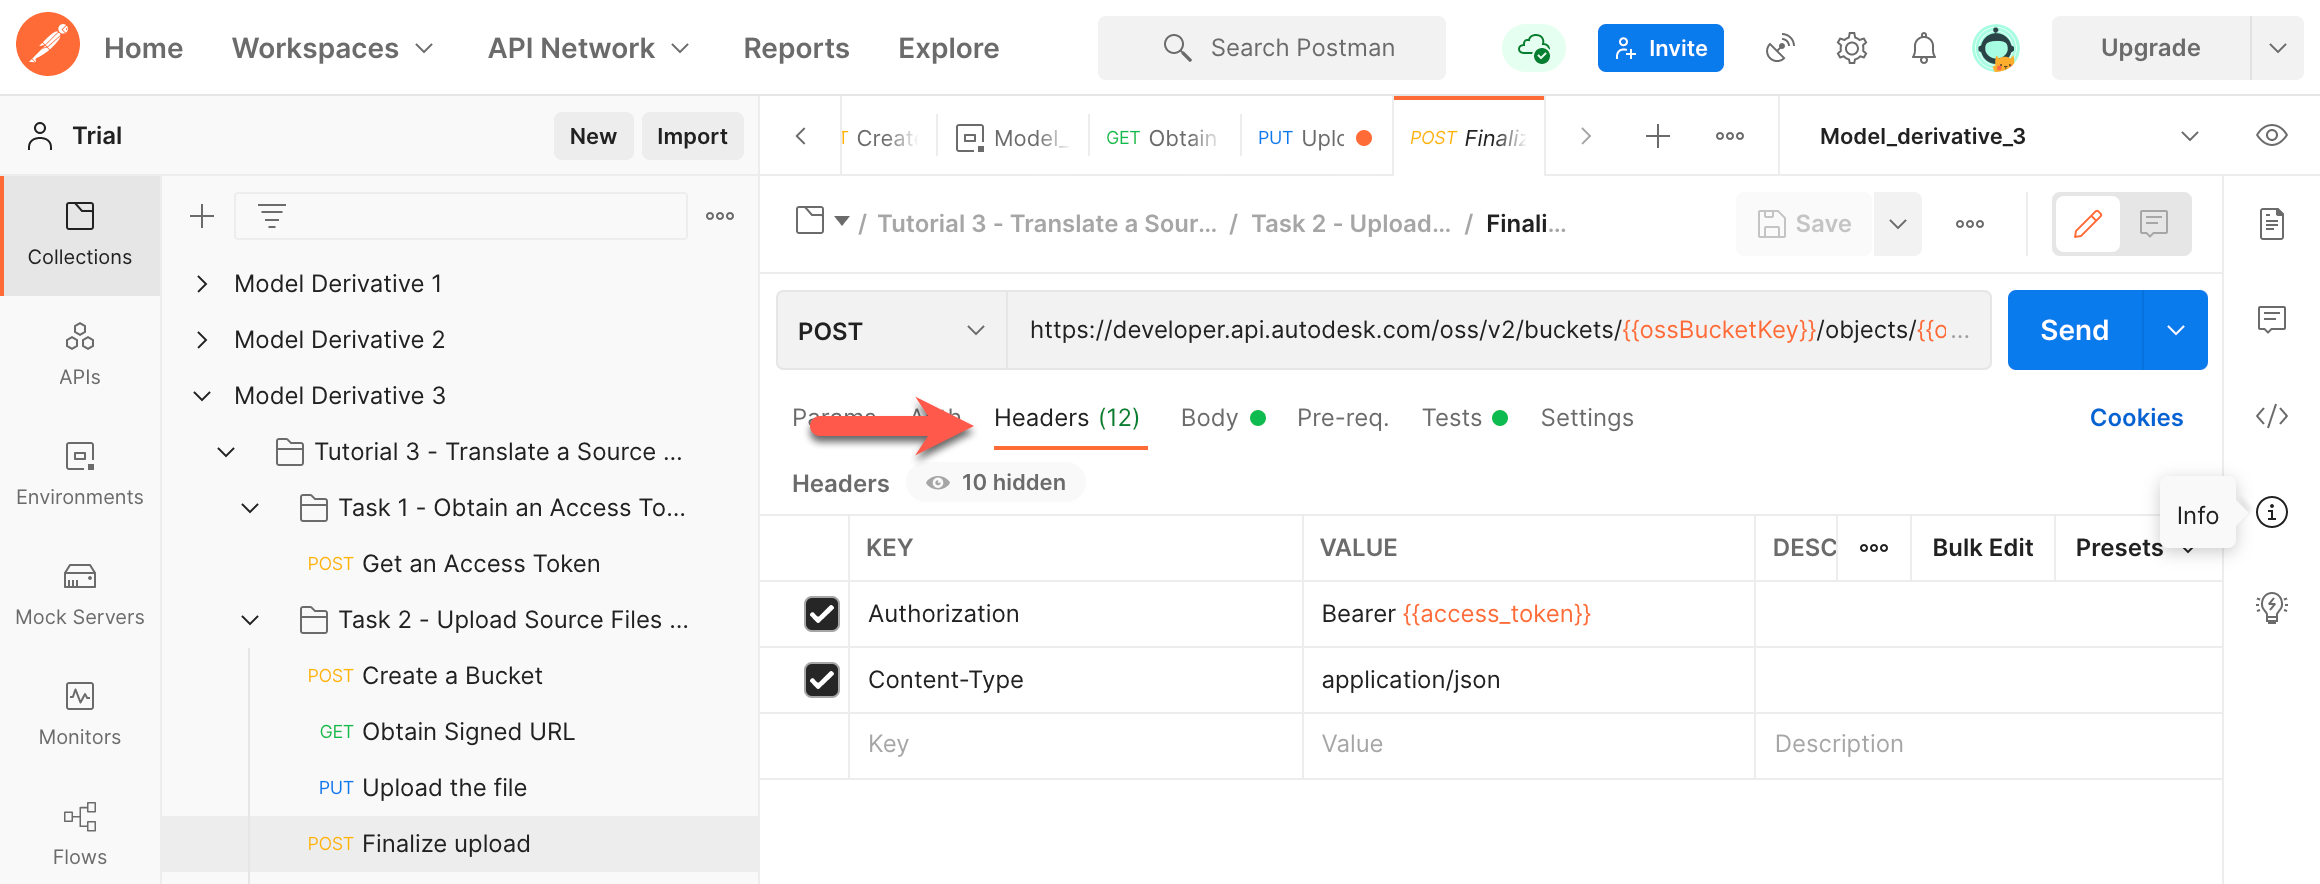 Home Workspaces API Network Reports Explore Search Postman Invite Upgrade
Trial New Import
Create Model_ GET Obtain PUT Uplo POST Finaliz Model_derivative_3
Collections
APIs
Environments
Mock Servers
Monitors
Flows
Model Derivative 1
Model Derivative 2
Model Derivative 3
Tutorial 3 - Translate a Source ...
Task 1 - Obtain an Access To...
POST Get an Access Token
Task 2 - Upload Source Files ...
POST Create a Bucket
GET Obtain Signed URL
PUT Upload the file
POST Finalize upload
/ Tutorial 3 - Translate a Sour... / Task 2 - Upload... / Finali... Save
POST https://developer.api.autodesk.com/oss/v2/buckets/{{ossBucketKey}}/objects/{{o... Send
Params Auth Headers (12) Body Pre-req. Tests Settings Cookies
Headers 10 hidden
Info
KEY VALUE DESC Bulk Edit Presets
Authorization Bearer {{access_token}}
Content-Type application/json
Key Value Description